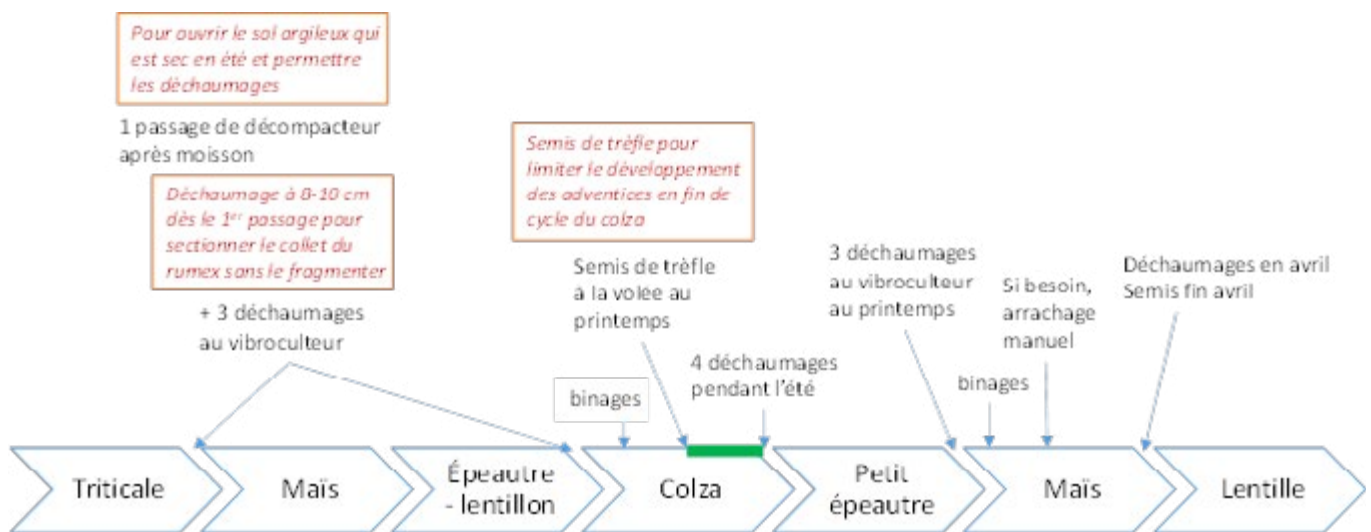 Pour ouvrir le sol argileux qui
est sec en été et permettre
les déchaumages
1 passage de décompacteur
après moisson
Déchaumage à 8-10 cm
dès le 1er passage pour
sectionner le collet du
rumex sans le fragmenter
+ 3 déchaumages
au vibroculteur
Semis de trèfle pour
limiter le développement
des adventices en fin de
cycle du colza
Semis de trèfle
à la volée au
printemps
binages
4 déchaumages
pendant l'été
3 déchaumages
au vibroculteur
au printemps
Si besoin,
arrachage
manuel
binages
Déchaumages en avril
Semis fin avril
Triticale
Maïs
Épeautre
- lentillon
Colza
Petit
épeautre
Maïs
Lentille